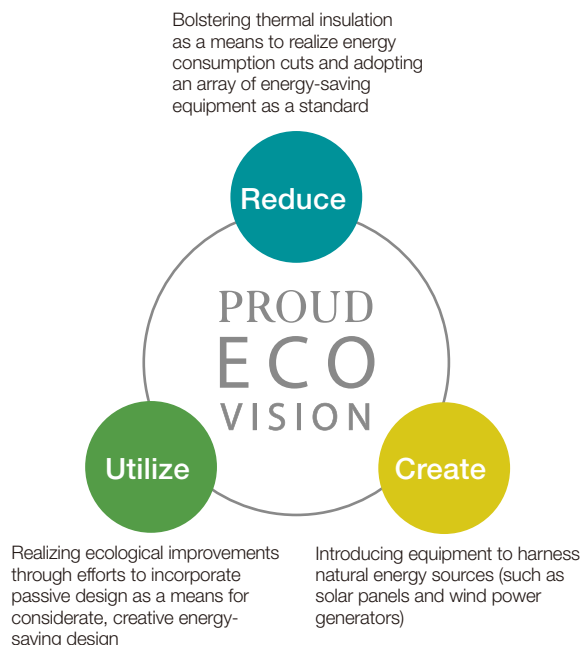 Bolstering thermal insulation
as a means to realize energy
consumption cuts and adopting
an array of energy-saving
equipment as a standard
Reduce
PROUD
ECO
VISION
Utilize
Create
Realizing ecological improvements
through efforts to incorporate
passive design as a means for
considerate, creative energy-
saving design
Introducing equipment to harness
natural energy sources (such as
solar panels and wind power
generators)